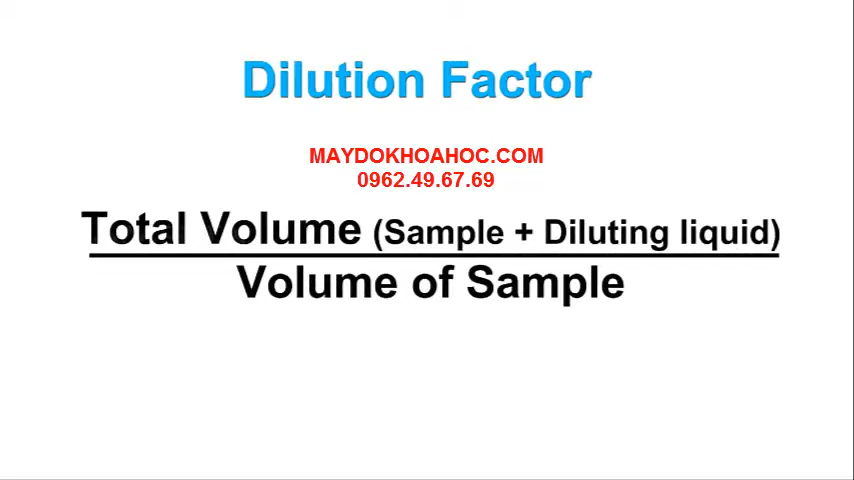 Dilution Factor
MAYDOKHOAHOC.COM
0962.49.67.69
Total Volume (Sample + Diluting liquid)
Volume of Sample